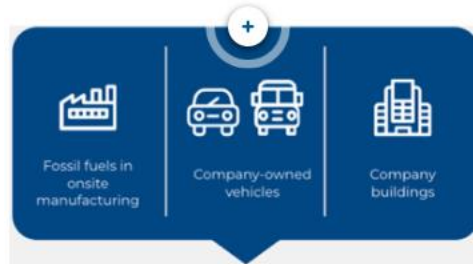 +
Fossil fuels in
onsite
manufacturing
Company-owned
vehicles
Company
buildings